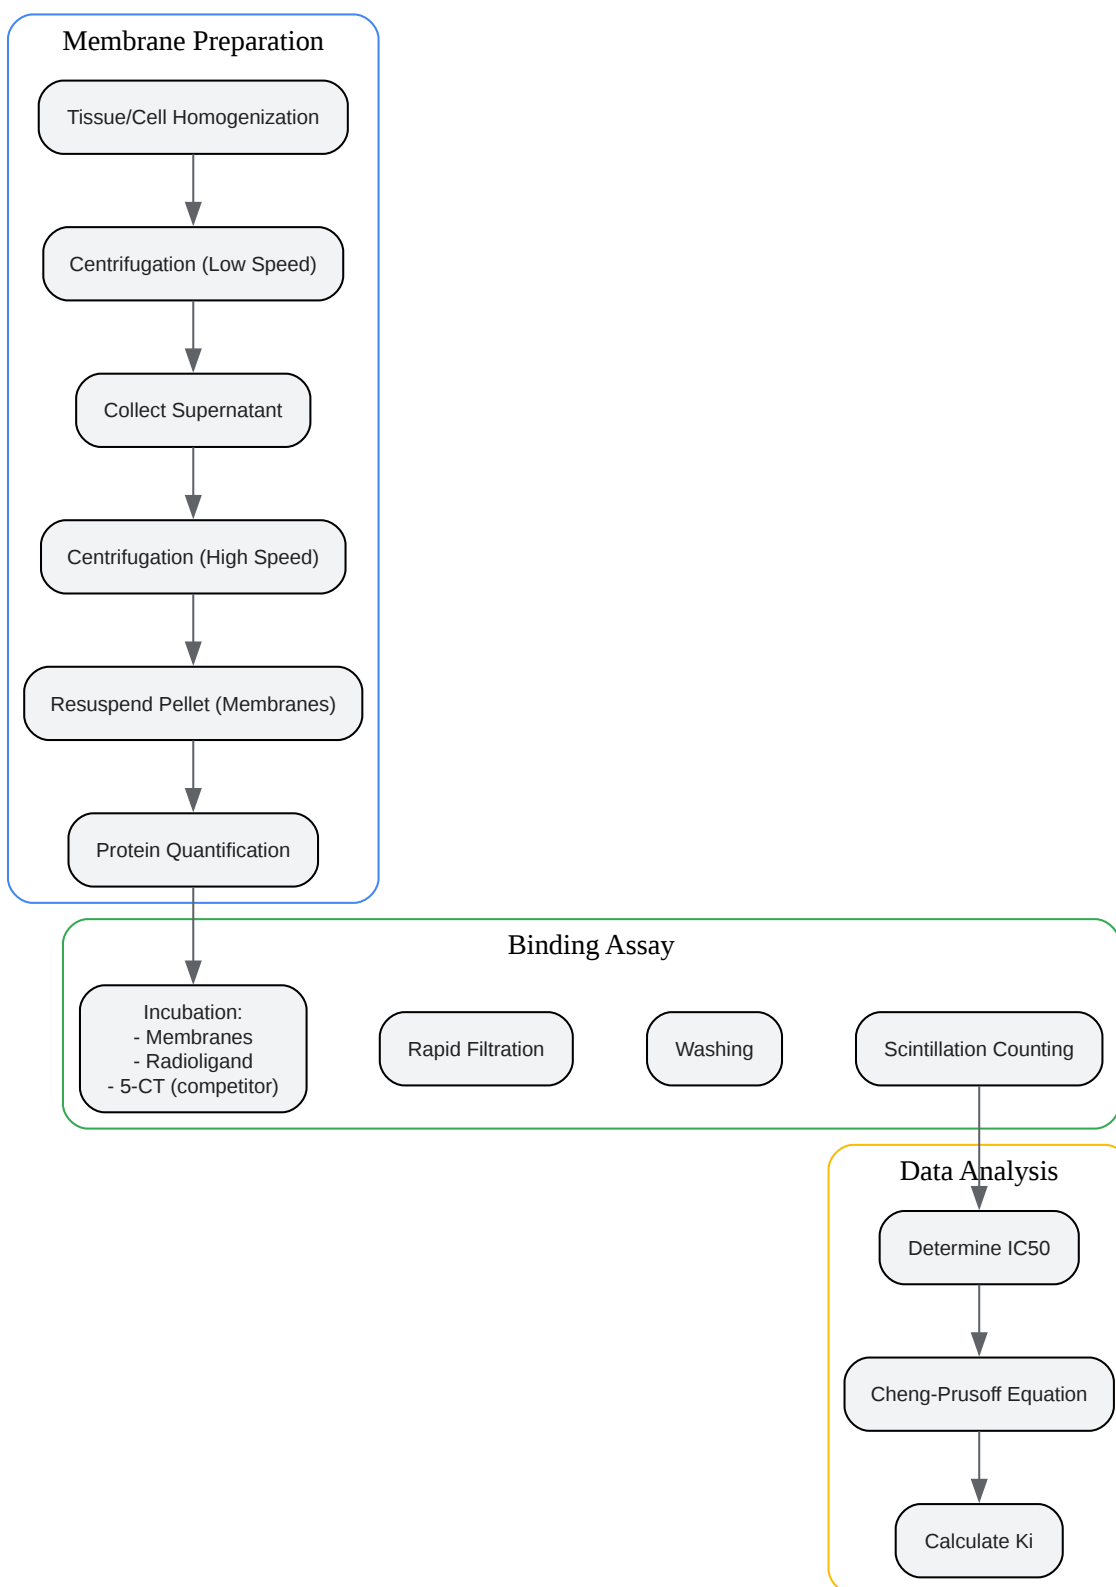 Membrane Preparation
Tissue/Cell Homogenization
Centrifugation (Low Speed)
Collect Supernatant
Centrifugation (High Speed)
Resuspend Pellet (Membranes)
Protein Quantification
Binding Assay
Incubation:
- Membranes
- Radioligand
- 5-CT (competitor)
Rapid Filtration
Washing
Scintillation Counting
Data Analysis
Determine IC50
Cheng-Prusoff Equation
Calculate Ki